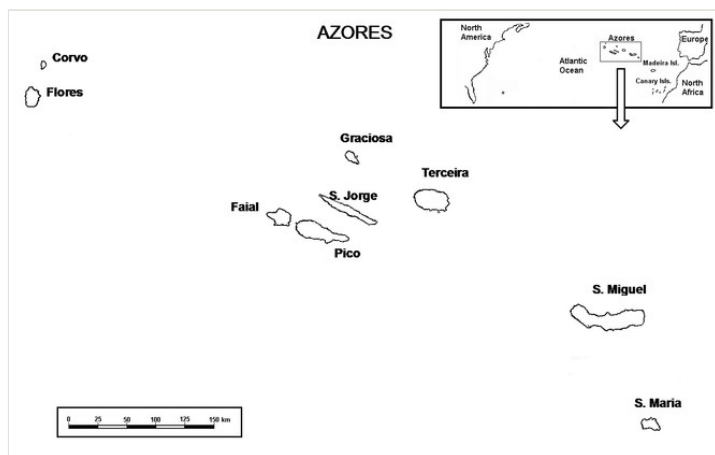 AZORES
North
America
Atlantic
Ocean
Azores
Europe
Madeira Isl.
Canary Isls.
North
Africa
Corvo
Flores
Graciosa
Terceira
S. Jorge
Faial
Pico
S. Miguel
S. Maria
0 25 50 100 125 150 km